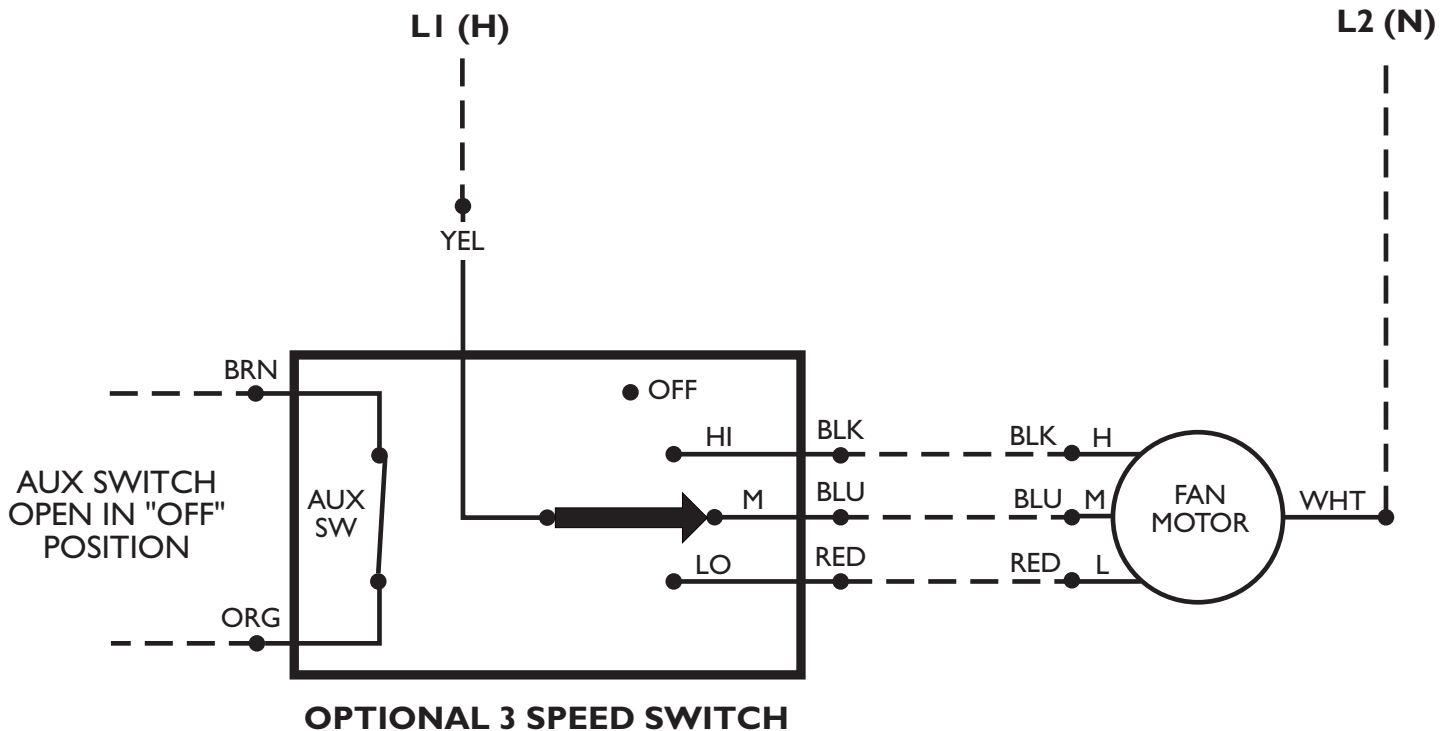 L1 (H)
L2 (N)
YEL
BRN
OFF
HI
BLK
BLK
H
AUX SWITCH
OPEN IN "OFF"
POSITION
AUX
SW
M
BLU
BLU
M
FAN
MOTOR
WHT
LO
RED
RED
L
ORG
OPTIONAL 3 SPEED SWITCH